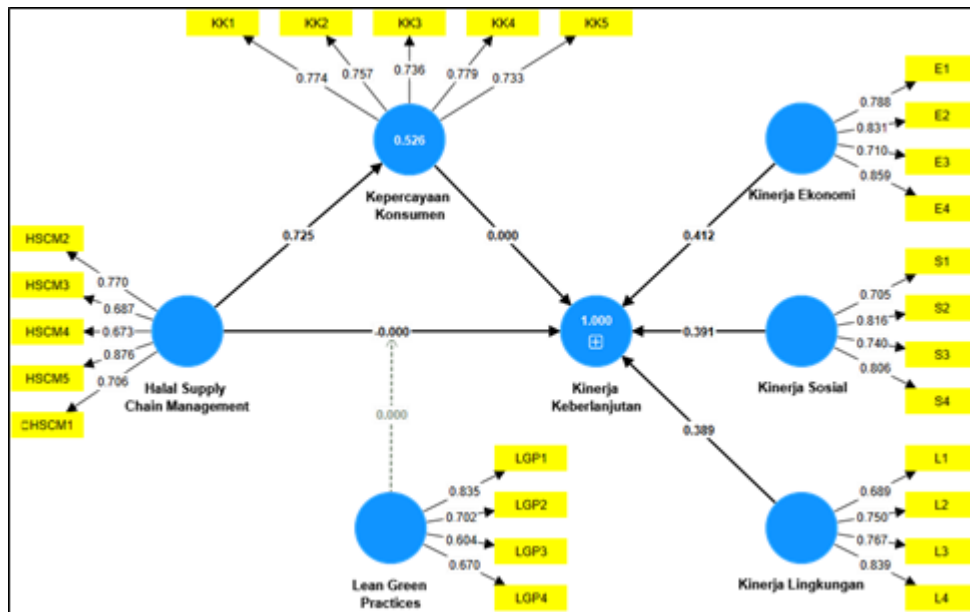 KK1
KK2
KK3
KK4
KK5
0.774
0.757
0.736
0.779
0.733
0.526
Kepercayaan
Konsumen
E1
E2
E3
E4
0.788
0.831
0.710
0.859
Kinerja Ekonomi
0.725
0.000
0.412
HSCM2
HSCM3
HSCM4
HSCM5
HSCM1
0.770
0.687
0.673
0.876
0.706
Halal Supply
Chain Management
-0.000
1.000
Kinerja
Keberlanjutan
0.391
S1
S2
S3
S4
0.705
0.816
0.740
0.806
Kinerja Sosial
0.000
0.389
LGP1
LGP2
LGP3
LGP4
0.835
0.702
0.604
0.670
Lean Green
Practices
L1
L2
L3
L4
0.689
0.750
0.767
0.839
Kinerja Lingkungan